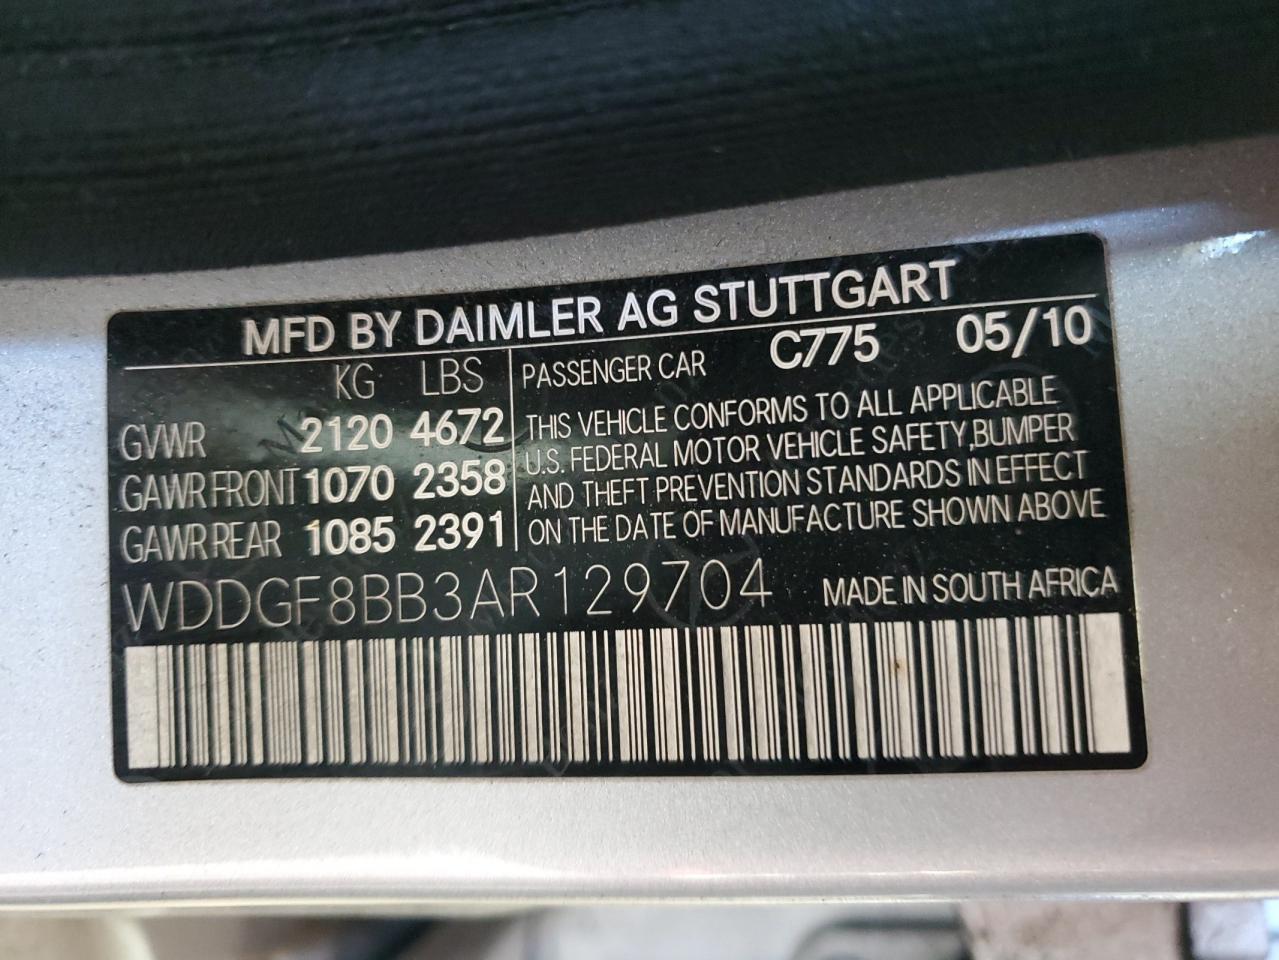 MFD BY DAIMLER AG STUTTGART
KG LBS PASSENGER CAR C775 05/10
GVWR 2120 4672
GAWR FRONT 1070 2358
GAWR REAR 1085 2391
THIS VEHICLE CONFORMS TO ALL APPLICABLE
U.S. FEDERAL MOTOR VEHICLE SAFETY,BUMPER
AND THEFT PREVENTION STANDARDS IN EFFECT
ON THE DATE OF MANUFACTURE SHOWN ABOVE
WDDGF8BB3AR129704 MADE IN SOUTH AFRICA